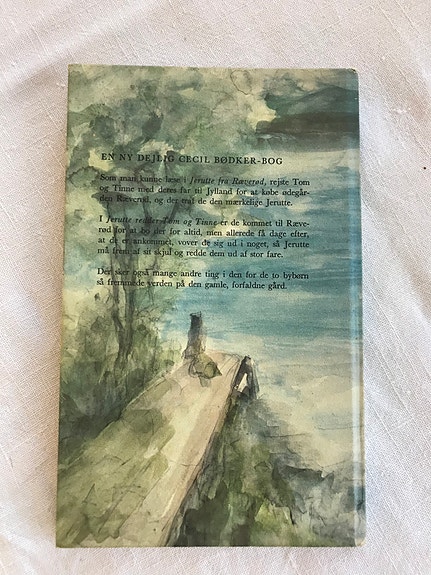 EN NY DEJLIG CECIL BØDKER-BOG
Som man kunne læse i Jerutte fra Ræverød, rejste Tom
og Tinne med deres far til Jylland for at købe ødegår-
den Ræverød, og der traf de den mærkelige Jerutte.
I Jerutte redder Tom og Tinne er de kommet til Ræve-
rød for at bo der for altid, men allerede få dage efter,
at de er ankommet, vover de sig ud i noget, så Jerutte
må frem af sit skjul og redde dem ud af stor fare.
Der sker også mange andre ting i den for de to bybørn
så fremmede verden på den gamle, forfaldne gård.